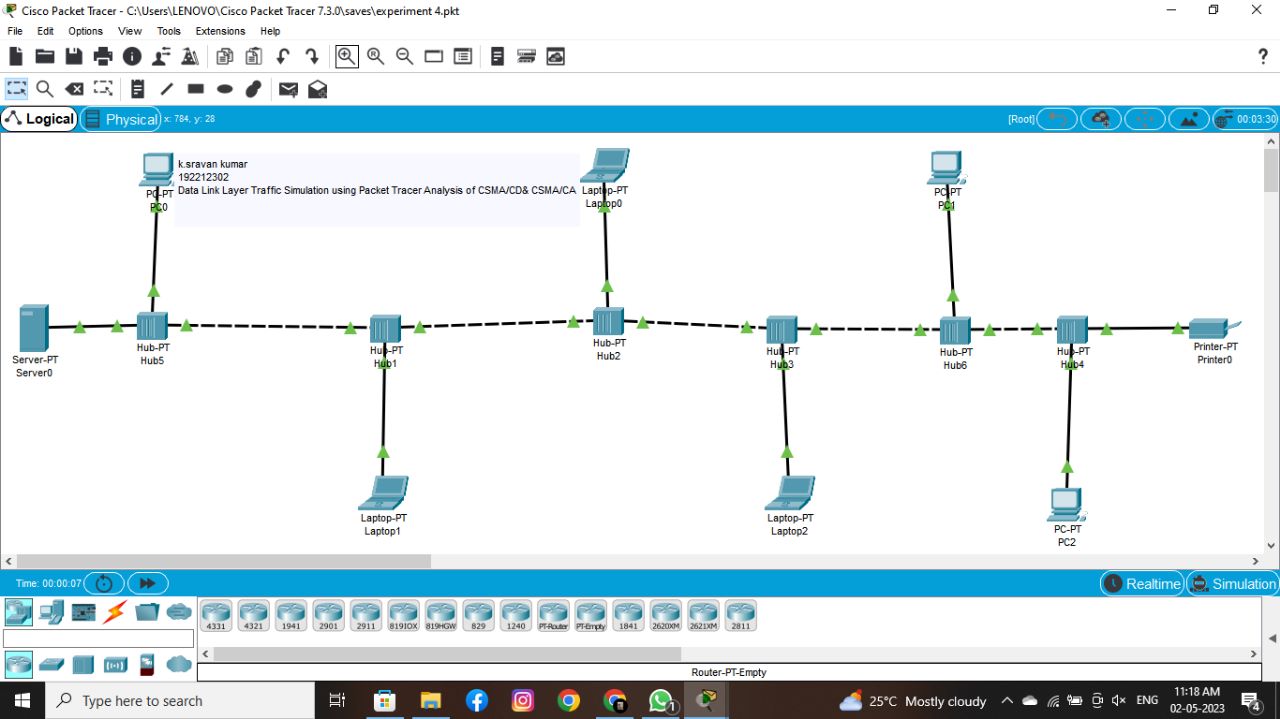 Cisco Packet Tracer - C:\Users\LENOVO\Cisco Packet Tracer 7.3.0\saves\experiment 4.pkt
File Edit Options View Tools Extensions Help
Logical Physical x: 784, y: 28 [Root] 00:03:30
k.sravan kumar
192212302
Data Link Layer Traffic Simulation using Packet Tracer Analysis of CSMA/CD& CSMA/CA
PC-PT
PC0
Laptop-PT
Laptop0
PC-PT
PC1
Server-PT
Server0
Hub-PT
Hub5
Hub-PT
Hub1
Hub-PT
Hub2
Hub-PT
Hub3
Hub-PT
Hub6
Hub-PT
Hub4
Printer-PT
Printer0
Laptop-PT
Laptop1
Laptop-PT
Laptop2
PC-PT
PC2
Time: 00:00:07 Realtime Simulation
4331 4321 1941 2901 2911 819IOX 819HGW 829 1240 PT-Router PT-Empty 1841 2620XM 2621XM 2811
Router-PT-Empty
Type here to search
25°C Mostly cloudy
ENG
11:18 AM
02-05-2023
1
4